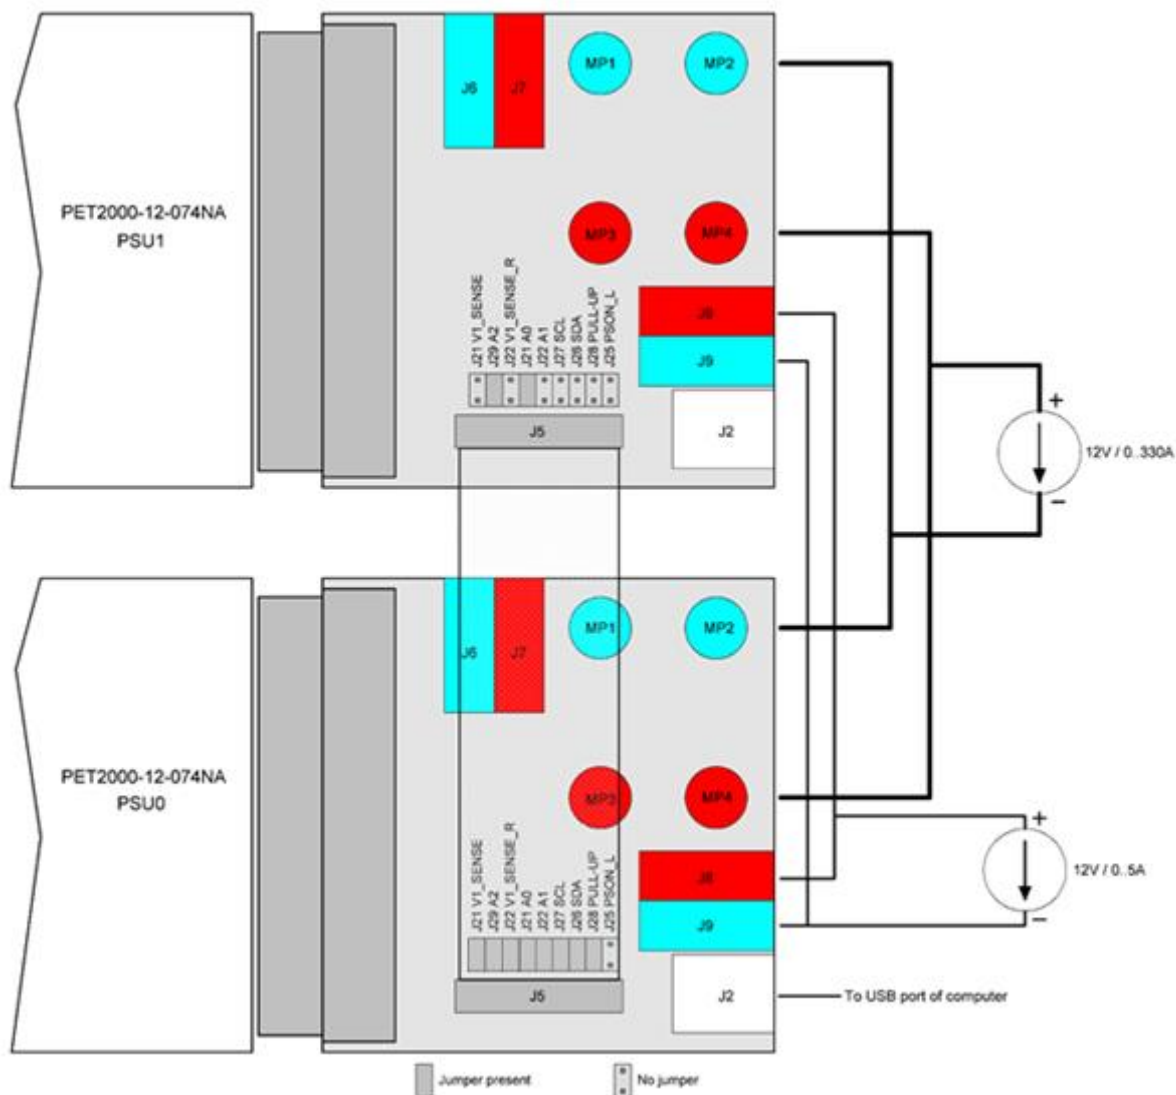 J6
J7
MP1
MP2
PET2000-12-074NA
PSU1
MP3
MP4
J21 V1_SENSE
J29 A2
J22 V1_SENSE_R
J21 A0
J22 A1
J27 SCL
J26 SDA
J28 PULL-UP
J25 PSON_L
J8
J9
J5
J2
+
12V / 0..330A
−
J6
J7
MP1
MP2
PET2000-12-074NA
PSU0
MP3
MP4
J21 V1_SENSE
J29 A2
J22 V1_SENSE_R
J21 A0
J22 A1
J27 SCL
J26 SDA
J28 PULL-UP
J25 PSON_L
J8
J9
+
12V / 0..5A
−
J5
J2
To USB port of computer
Jumper present
No jumper